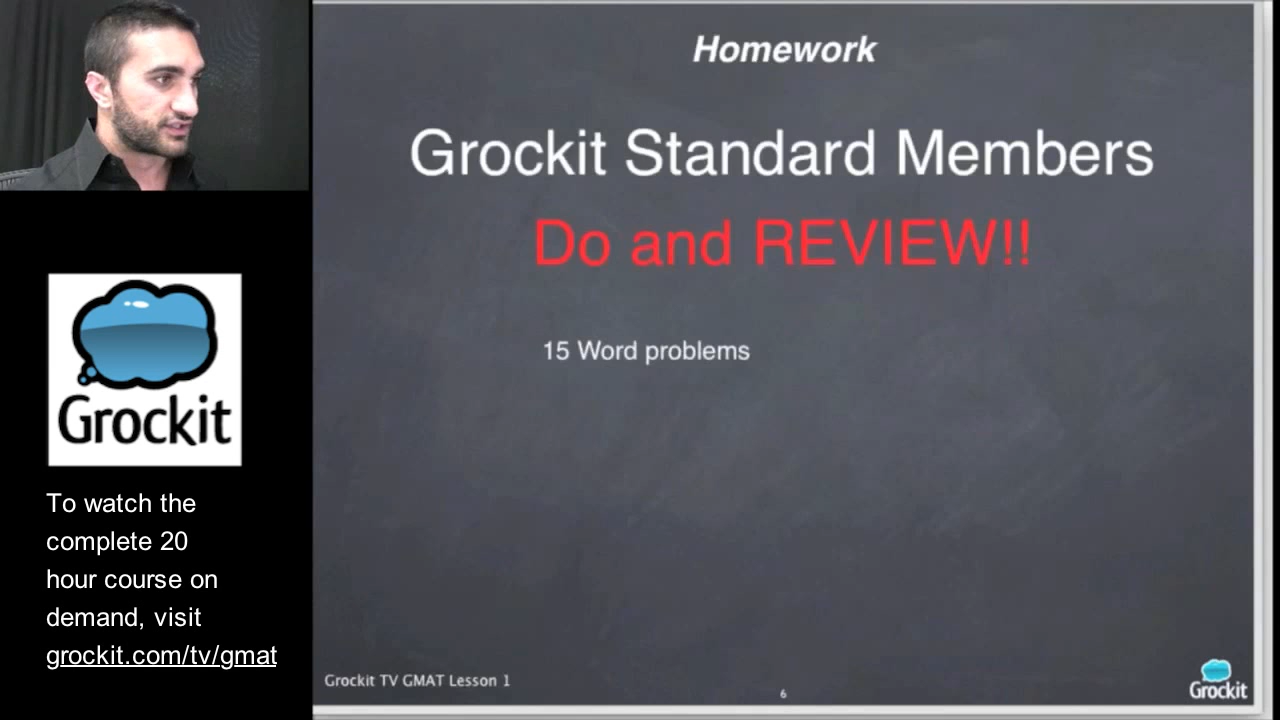 Homework
Grockit Standard Members
Do and REVIEW!!
15 Word problems
Grockit
To watch the
complete 20
hour course on
demand, visit
grockit.com/tv/gmat
Grockit TV GMAT Lesson 1
6
Grockit